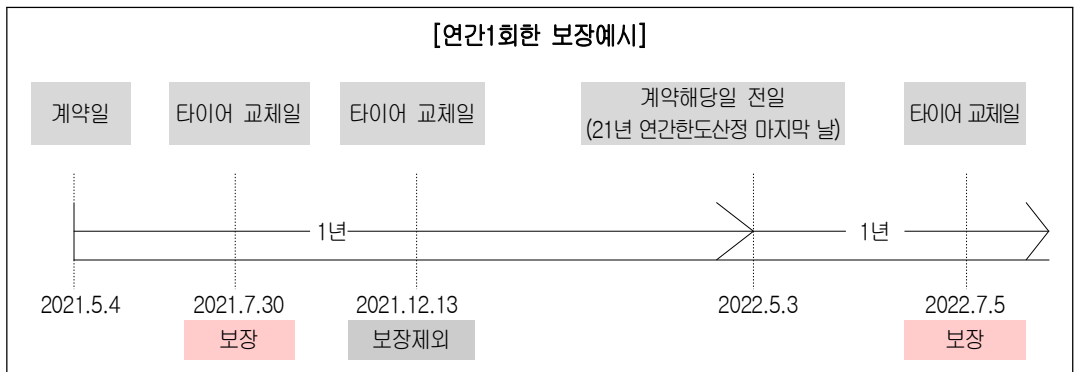 [연간1회한 보장예시]
계약일
타이어 교체일
타이어 교체일
계약해당일 전일
(21년 연간한도산정 마지막 날)
타이어 교체일
1년
1년
2021.5.4
2021.7.30
2021.12.13
2022.5.3
2022.7.5
보장
보장제외
보장